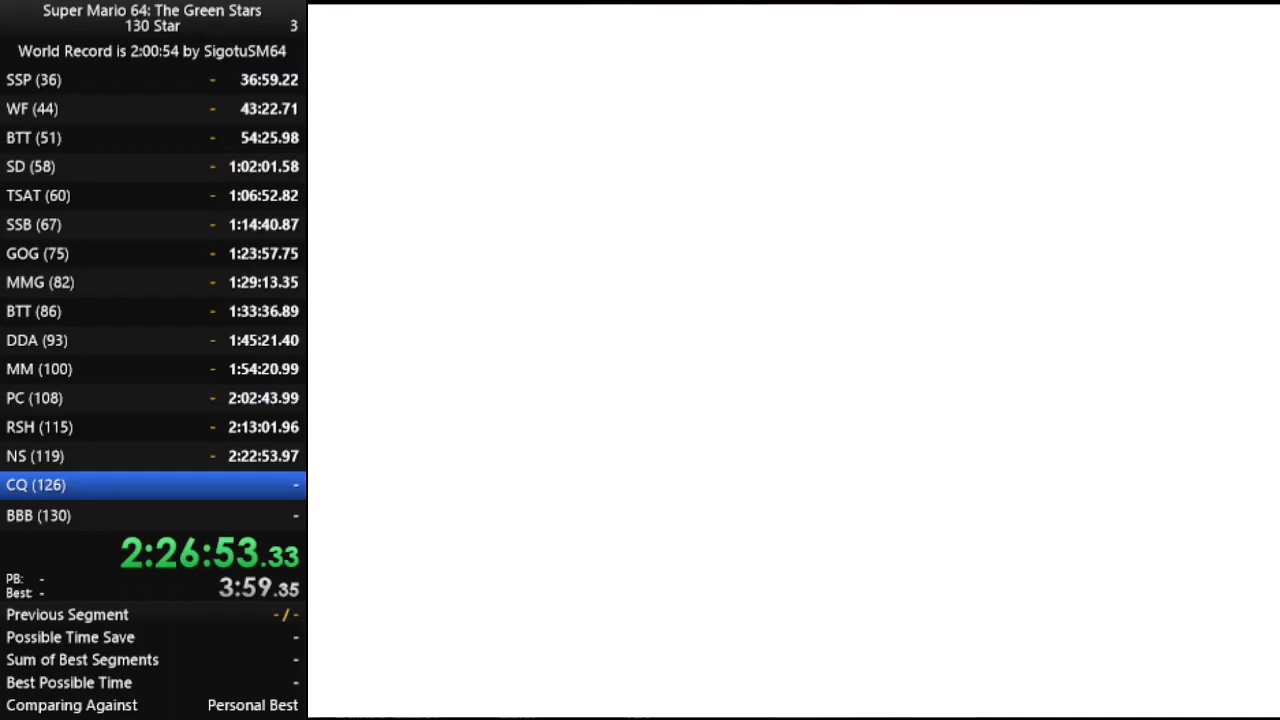 Super Mario 64: The Green Stars
130 Star 3
World Record is 2:00:54 by SigotuSM64
SSP (36) - 36:59.22
WF (44) - 43:22.71
BTT (51) - 54:25.98
SD (58) - 1:02:01.58
TSAT (60) - 1:06:52.82
SSB (67) - 1:14:40.87
GOG (75) - 1:23:57.75
MMG (82) - 1:29:13.35
BTT (86) - 1:33:36.89
DDA (93) - 1:45:21.40
MM (100) - 1:54:20.99
PC (108) - 2:02:43.99
RSH (115) - 2:13:01.96
NS (119) - 2:22:53.97
CQ (126) -
BBB (130) -
2:26:53.33
PB: -
Best: - 3:59.35
Previous Segment - / -
Possible Time Save -
Sum of Best Segments -
Best Possible Time -
Comparing Against Personal Best